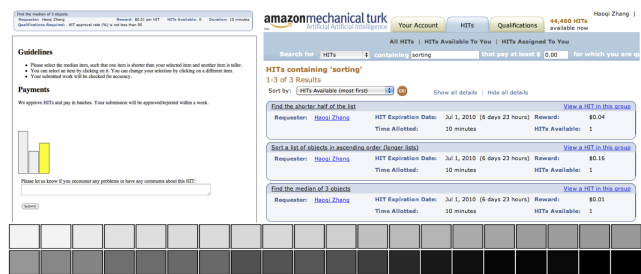 Find the median of 3 objects
Requester: Haoqi Zhang Reward: $0.01 per HIT HITs Available: 0 Duration: 10 minutes
Qualifications Required: HIT approval rate (%) is not less than 95
Guidelines
• Please select the median item, such that one item is shorter than your selected item and another item is taller.
• You can select an item by clicking on it. You can change your selection by clicking on a different item.
• Your submitted work will be checked for accuracy.
Payments
We approve HITs and pay in batches. Your submission will be approved/rejected within a week.
Please let us know if you encounter any problems or have any comments about this HIT:
Submit
amazonmechanical turk
Artificial Artificial Intelligence
Your Account HITs Qualifications
44,460 HITs
available now
Haoqi Zhang |
All HITs | HITs Available To You | HITs Assigned To You
Search for HITs containing sorting that pay at least $ 0.00 for which you are q
HITs containing 'sorting'
1-3 of 3 Results
Sort by: HITs Available (most first) GO! Show all details | Hide all details
Find the shorter half of the list View a HIT in this group
Requester: Haoqi Zhang HIT Expiration Date: Jul 1, 2010 (6 days 23 hours) Reward: $0.04
Time Allotted: 10 minutes HITs Available: 1
Sort a list of objects in ascending order (longer lists) View a HIT in this group
Requester: Haoqi Zhang HIT Expiration Date: Jul 1, 2010 (6 days 23 hours) Reward: $0.16
Time Allotted: 10 minutes HITs Available: 1
Find the median of 3 objects View a HIT in this group
Requester: Haoqi Zhang HIT Expiration Date: Jul 1, 2010 (6 days 23 hours) Reward: $0.01
Time Allotted: 10 minutes HITs Available: 1